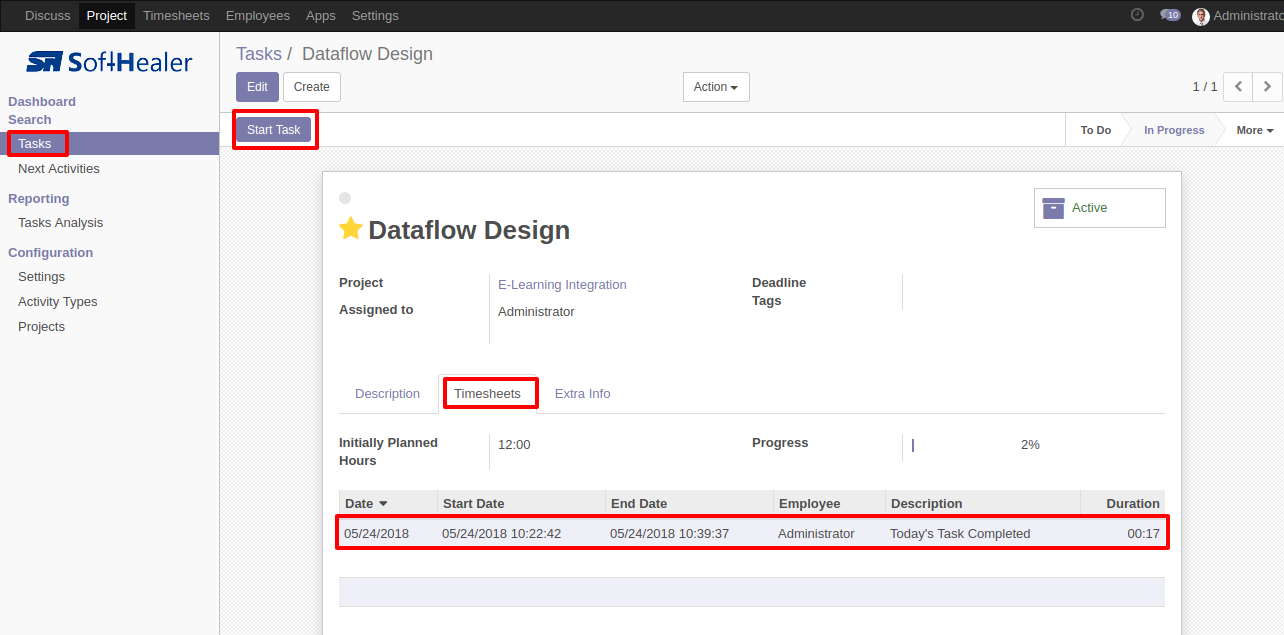 Discuss Project Timesheets Employees Apps Settings 10 Administrato
SoftHealer
Tasks / Dataflow Design
Edit Create Action 1 / 1
Dashboard
Search
Tasks
Next Activities
Reporting
Tasks Analysis
Configuration
Settings
Activity Types
Projects
Start Task To Do In Progress More
Active
Dataflow Design
Project E-Learning Integration Deadline
Tags
Assigned to Administrator
Description Timesheets Extra Info
Initially Planned Hours 12:00 Progress 2%
Date Start Date End Date Employee Description Duration
05/24/2018 05/24/2018 10:22:42 05/24/2018 10:39:37 Administrator Today's Task Completed 00:17